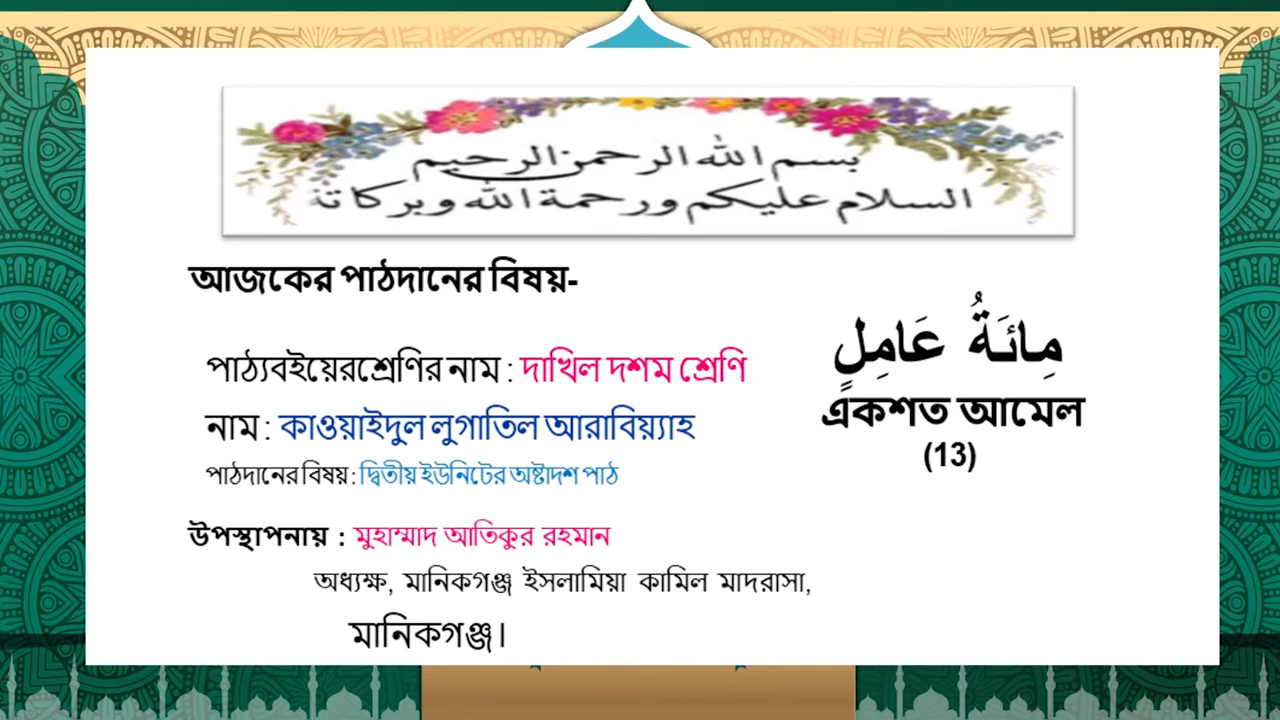 بسم الله الرحمن الرحيم
السلام عليكم ورحمة الله وبركاته
আজকের পাঠদানের বিষয়-
পাঠ্যবইয়েরশ্রেণির নাম : দাখিল দশম শ্রেণি
নাম : কাওয়াইদুল লুগাতিল আরাবিয়্যাহ
পাঠদানের বিষয় : দ্বিতীয় ইউনিটের অষ্টাদশ পাঠ
উপস্থাপনায় : মুহাম্মাদ আতিকুর রহমান
অধ্যক্ষ, মানিকগঞ্জ ইসলামিয়া কামিল মাদরাসা,
মানিকগঞ্জ।
مِائَةُ عَامِلٍ
একশত আমেল
(13)